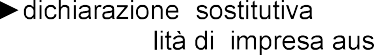 ►dichiarazione sostitutiva
lità di impresa aus